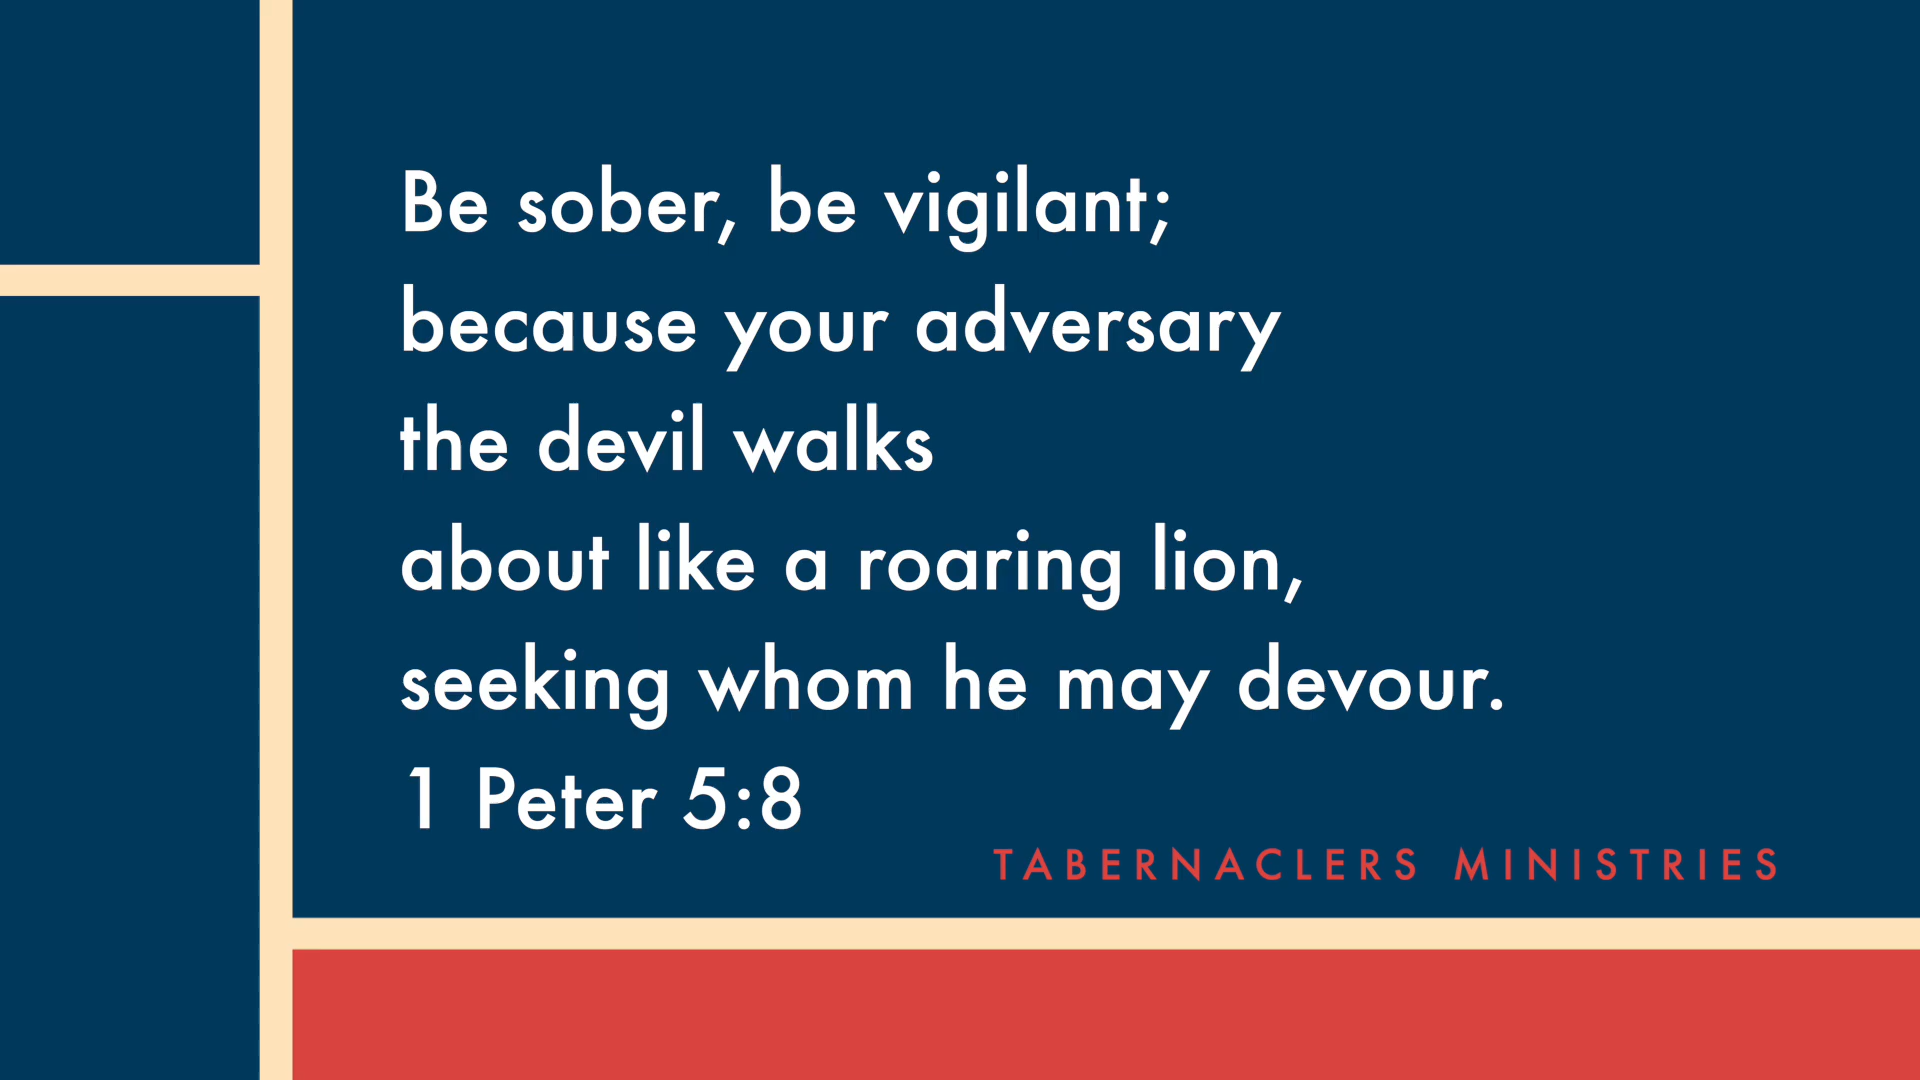 Be sober, be vigilant;
because your adversary
the devil walks
about like a roaring lion,
seeking whom he may devour.
1 Peter 5:8
TABERNACLERS MINISTRIES